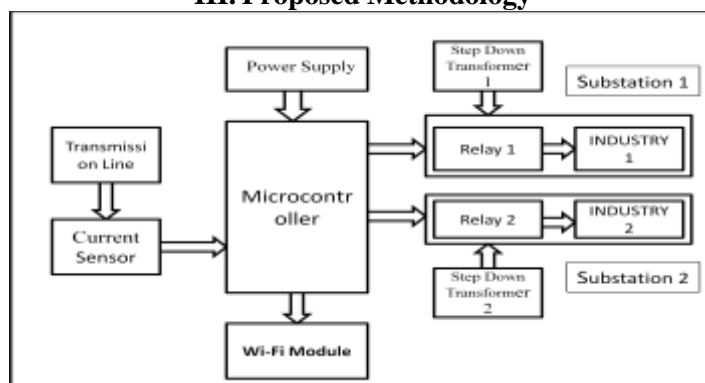 III. Proposed Methodology
Power Supply
Step Down
Transformer
1
Substation 1
Transmissi
on Line
Microcontr
oller
Relay 1
INDUSTRY
1
Current
Sensor
Relay 2
INDUSTRY
2
Step Down
Transformer
2
Substation 2
Wi-Fi Module